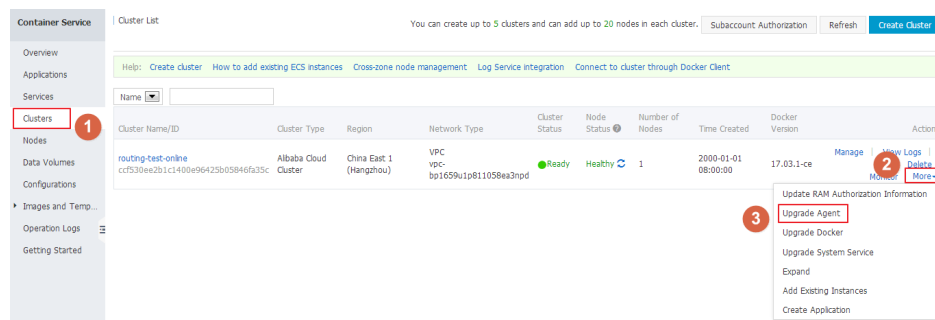 Container Service
Cluster List
You can create up to 5 clusters and can add up to 20 nodes in each cluster.
Subaccount Authorization
Refresh
Create Cluster
Overview
Applications
Services
Clusters
1
Nodes
Data Volumes
Configurations
Images and Temp...
Operation Logs
Getting Started
Help: Create cluster How to add existing ECS instances Cross-zone node management Log Service integration Connect to cluster through Docker Client
Name
Cluster Name/ID
Cluster Type
Region
Network Type
Cluster
Status
Node
Status
Number of
Nodes
Time Created
Docker
Version
Action
routing-test-online
ccf530ee2b1c1400e96425b05846fa35c
Alibaba Cloud
Cluster
China East 1
(Hangzhou)
VPC
vpc-
bp1659u1p811058ea3npd
Ready
Healthy
1
2000-01-01
08:00:00
17.03.1-ce
Manage
View Logs
2
Delete
Monitor
More
Update RAM Authorization Information
3
Upgrade Agent
Upgrade Docker
Upgrade System Service
Expand
Add Existing Instances
Create Application